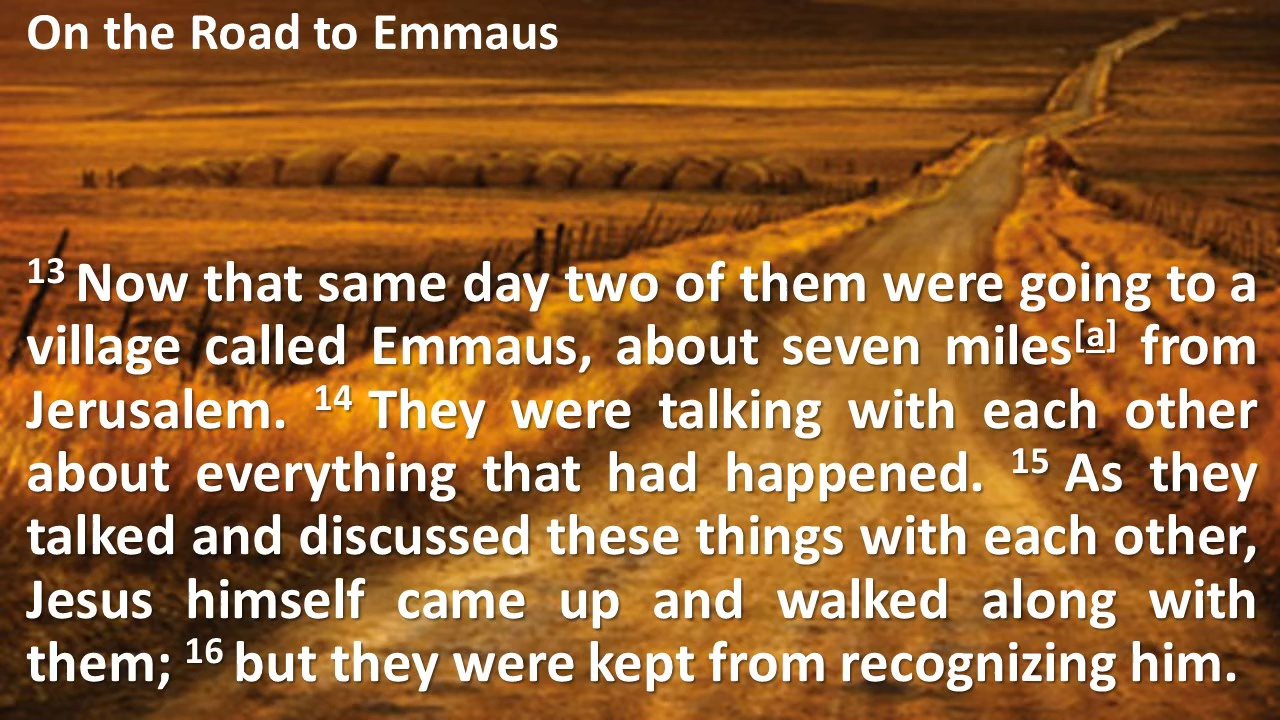 On the Road to Emmaus
13 Now that same day two of them were going to a
village called Emmaus, about seven miles[a] from
Jerusalem. 14 They were talking with each other
about everything that had happened. 15 As they
talked and discussed these things with each other,
Jesus himself came up and walked along with
them; 16 but they were kept from recognizing him.